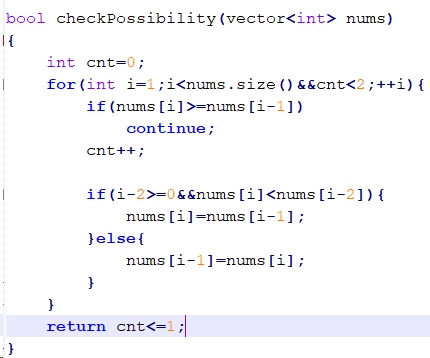 bool checkPossibility(vector<int> nums)
{
    int cnt=0;
    for(int i=1;i<nums.size()&&cnt<2;++i){
        if(nums[i]>=nums[i-1])
            continue;
        cnt++;

        if(i-2>=0&&nums[i]<nums[i-2]){
            nums[i]=nums[i-1];
        }else{
            nums[i-1]=nums[i];
        }
    }
    return cnt<=1;
}